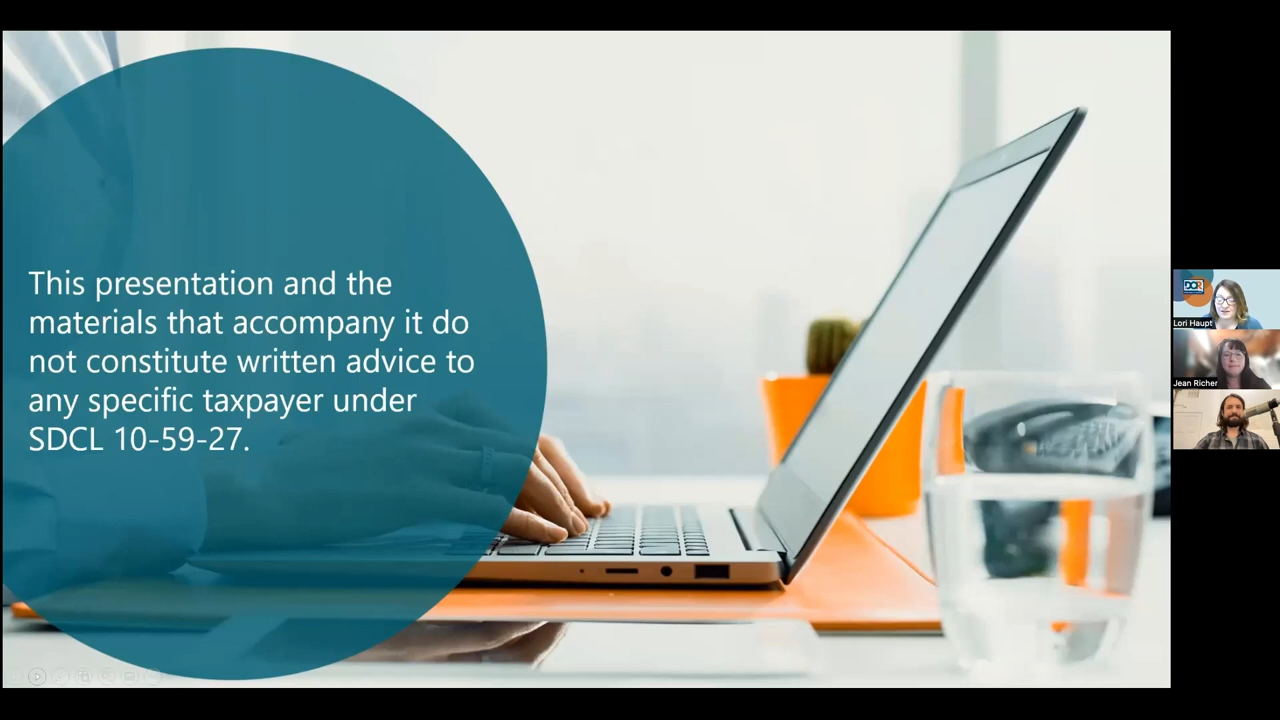 This presentation and the
materials that accompany it do
not constitute written advice to
any specific taxpayer under
SDCL 10-59-27.
DOR
Lori Haupt
Jean Richer